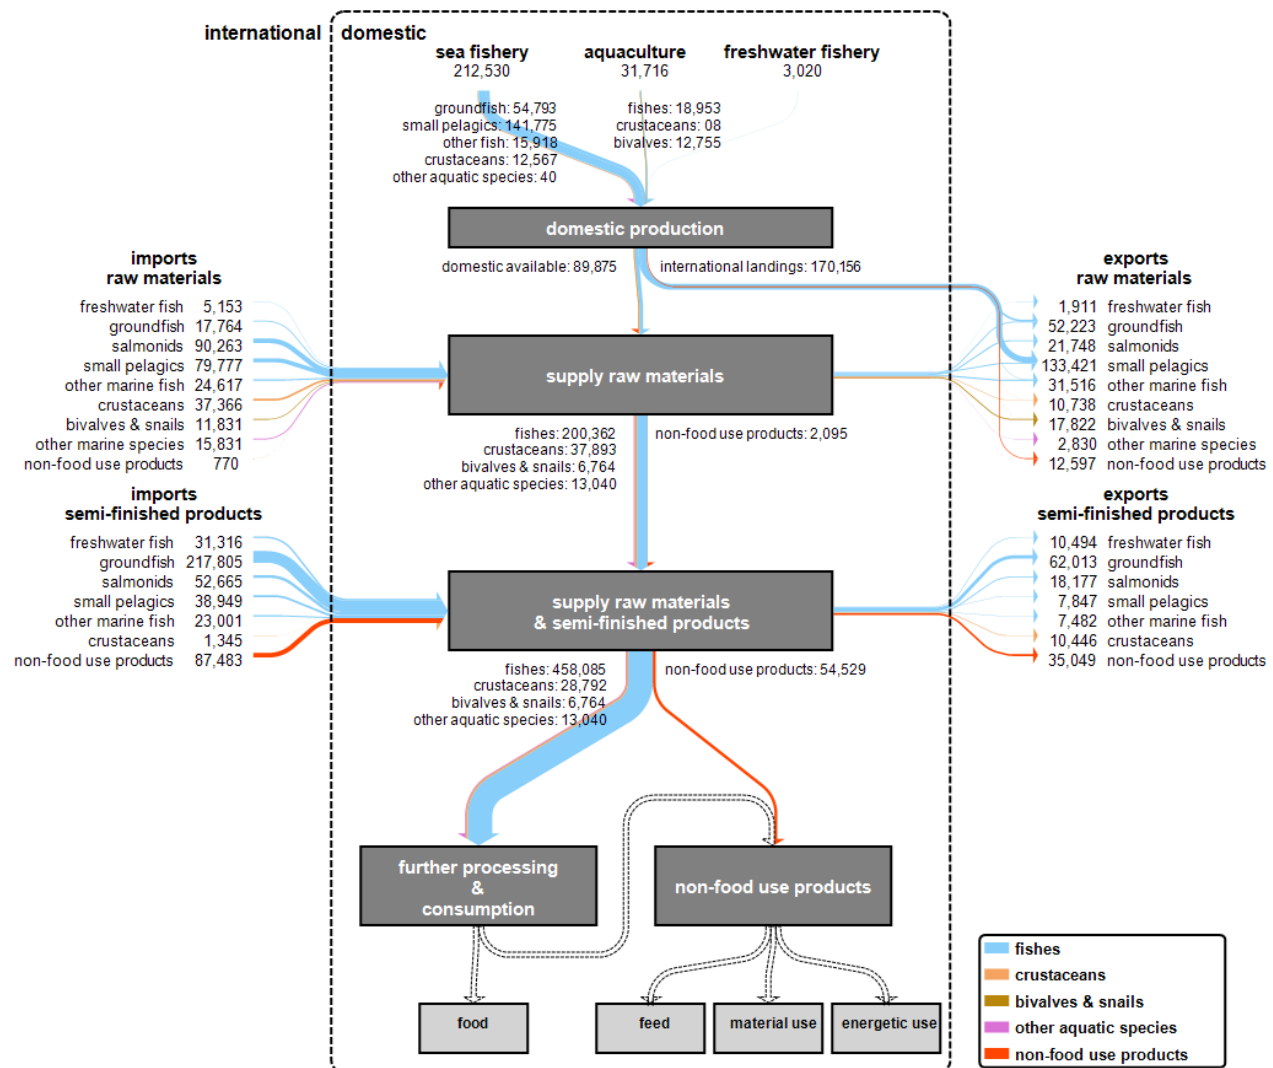 international domestic
sea fishery
212,530
aquaculture
31,716
freshwater fishery
3,020
groundfish: 54,793
small pelagics: 141,775
other fish: 15,918
crustaceans: 12,567
other aquatic species: 40
fishes: 18,953
crustaceans: 08
bivalves: 12,755
domestic production
domestic available: 89,875
international landings: 170,156
imports
raw materials
freshwater fish 5,153
groundfish 17,764
salmonids 90,263
small pelagics 79,777
other marine fish 24,617
crustaceans 37,366
bivalves & snails 11,831
other marine species 15,831
non-food use products 770
supply raw materials
exports
raw materials
1,911 freshwater fish
52,223 groundfish
21,748 salmonids
133,421 small pelagics
31,516 other marine fish
10,738 crustaceans
17,822 bivalves & snails
2,830 other marine species
12,597 non-food use products
fishes: 200,362
crustaceans: 37,893
bivalves & snails: 6,764
other aquatic species: 13,040
non-food use products: 2,095
imports
semi-finished products
freshwater fish 31,316
groundfish 217,805
salmonids 52,665
small pelagics 38,949
other marine fish 23,001
crustaceans 1,345
non-food use products 87,483
supply raw materials
& semi-finished products
exports
semi-finished products
10,494 freshwater fish
62,013 groundfish
18,177 salmonids
7,847 small pelagics
7,482 other marine fish
10,446 crustaceans
35,049 non-food use products
fishes: 458,085
crustaceans: 28,792
bivalves & snails: 6,764
other aquatic species: 13,040
non-food use products: 54,529
further processing
&
consumption
non-food use products
food
feed
material use
energetic use
fishes
crustaceans
bivalves & snails
other aquatic species
non-food use products